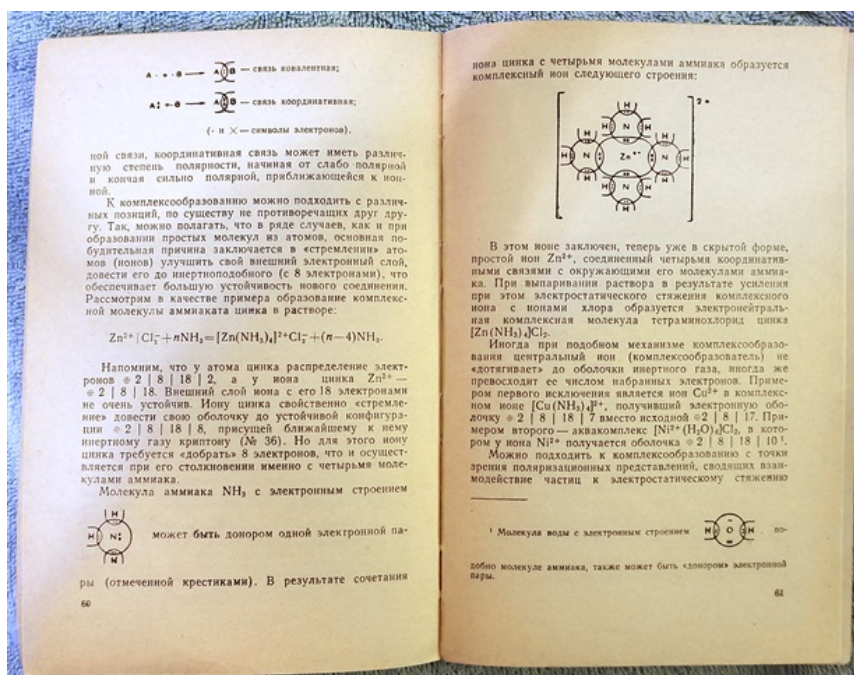 А · + · В → А В — связь ковалентная;
А: + В → А В — связь координативная;
(· и × — символы электронов).
ной связи, координативная связь может иметь различ-
ную степень полярности, начиная от слабо полярной
и кончая сильно полярной, приближающейся к ион-
ной.
К комплексообразованию можно подходить с различ-
ных позиций, по существу не противоречащих друг дру-
гу. Так, можно полагать, что в ряде случаев, как и при
образовании простых молекул из атомов, основная по-
будительная причина заключается в «стремлении» ато-
мов (ионов) улучшить свой внешний электронный слой,
довести его до инертноподобного (с 8 электронами), что
обеспечивает большую устойчивость нового соединения.
Рассмотрим в качестве примера образование комплекс-
ной молекулы аммиаката цинка в растворе:
Zn²⁺ | Cl₂⁻ + nNH₃ = [Zn(NH₃)₄]²⁺Cl₂⁻ + (n—4)NH₃.
Напомним, что у атома цинка распределение элект-
ронов ⊕ 2 | 8 | 18 | 2, а у иона цинка Zn²⁺ —
⊕ 2 | 8 | 18. Внешний слой иона с его 18 электронами
не очень устойчив. Иону цинка свойственно «стремле-
ние» довести свою оболочку до устойчивой конфигура-
ции ⊕ 2 | 8 | 18 | 8, присущей ближайшему к нему
инертному газу криптону (№ 36). Но для этого иону
цинка требуется «добрать» 8 электронов, что и осущест-
вляется при его столкновении именно с четырьмя моле-
кулами аммиака.
Молекула аммиака NH₃ с электронным строением
H
H N:
H
может быть донором одной электронной па-
ры (отмеченной крестиками). В результате сочетания
60
иона цинка с четырьмя молекулами аммиака образуется
комплексный ион следующего строения:
2+
H
H N H
H H
H N Zn²⁺ N H
H H
H N H
H
В этом ионе заключен, теперь уже в скрытой форме,
простой ион Zn²⁺, соединенный четырьмя координатив-
ными связями с окружающими его молекулами аммиа-
ка. При выпаривании раствора в результате усиления
при этом электростатического стяжения комплексного
иона с ионами хлора образуется электронейтраль-
ная комплексная молекула тетраминохлорид цинка
[Zn(NH₃)₄]Cl₂.
Иногда при подобном механизме комплексообразо-
вания центральный ион (комплексообразователь) не
«дотягивает» до оболочки инертного газа, иногда же
превосходит ее числом набранных электронов. Приме-
ром первого исключения является ион Cu²⁺ в комплекс-
ном ионе [Cu(NH₃)₄]²⁺, получивший электронную обо-
лочку ⊕ 2 | 8 | 18 | 7 вместо исходной ⊕ 2 | 8 | 17. При-
мером второго — аквакомплекс [Ni²⁺(H₂O)₆]Cl₂, в кото-
ром у иона Ni²⁺ получается оболочка ⊕ 2 | 8 | 18 | 10¹.
Можно подходить к комплексообразованию с точки
зрения поляризационных представлений, сводящих взаи-
модействие частиц к электростатическому стяжению
¹ Молекула воды с электронным строением H O H по-
добно молекуле аммиака, также может быть «донором» электронной
пары.
61